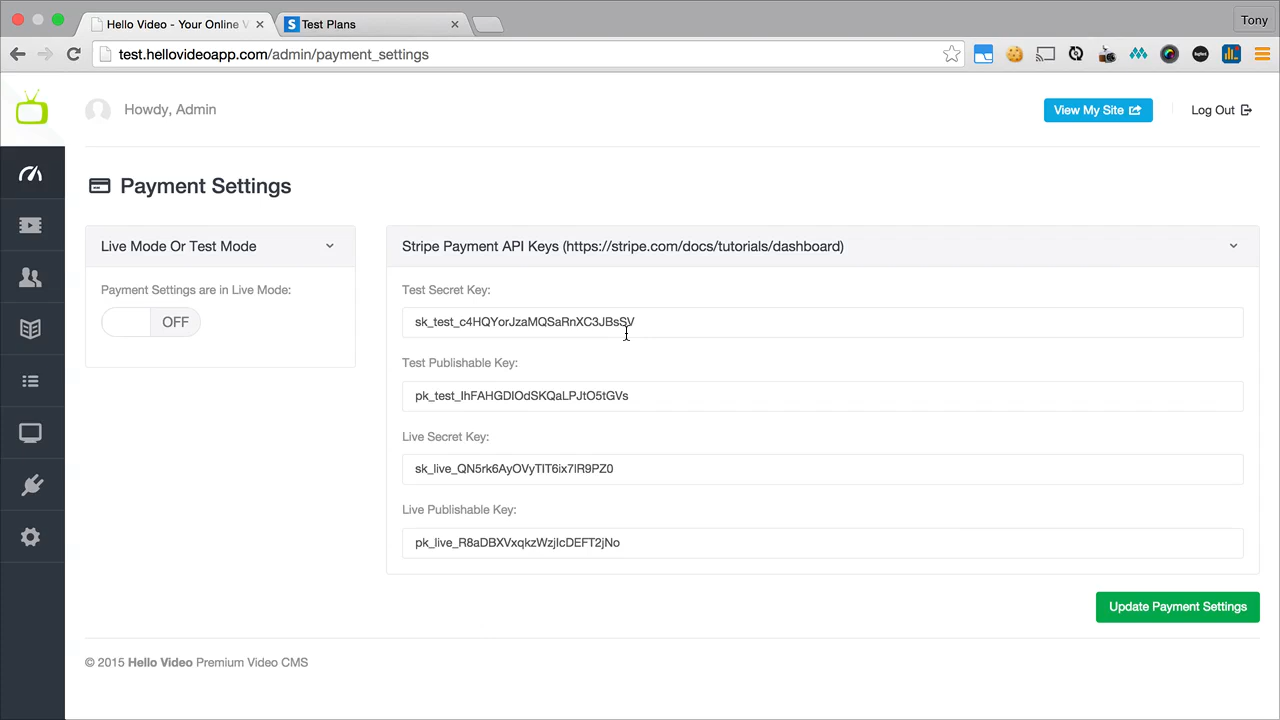 Hello Video - Your Online V
Test Plans
Tony
test.hellovideoapp.com/admin/payment_settings
Howdy, Admin
View My Site
Log Out
Payment Settings
Live Mode Or Test Mode
Payment Settings are in Live Mode:
OFF
Stripe Payment API Keys (https://stripe.com/docs/tutorials/dashboard)
Test Secret Key:
sk_test_c4HQYorJzaMQSaRnXC3JBsSV
Test Publishable Key:
Live Secret Key:
Live Publishable Key:
Update Payment Settings
© 2015 Hello Video Premium Video CMS